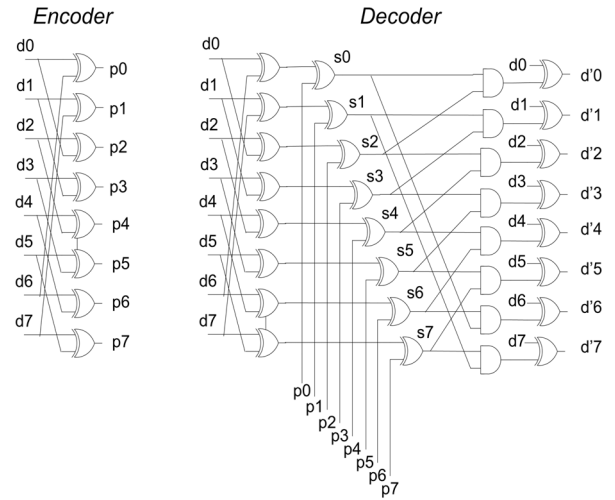 Encoder
Decoder
d0
d1
d2
d3
d4
d5
d6
d7
p0
p1
p2
p3
p4
p5
p6
p7
d0
d1
d2
d3
d4
d5
d6
d7
s0
s1
s2
s3
s4
s5
s6
s7
p0
p1
p2
p3
p4
p5
p6
p7
d0
d1
d2
d3
d4
d5
d6
d7
d'0
d'1
d'2
d'3
d'4
d'5
d'6
d'7